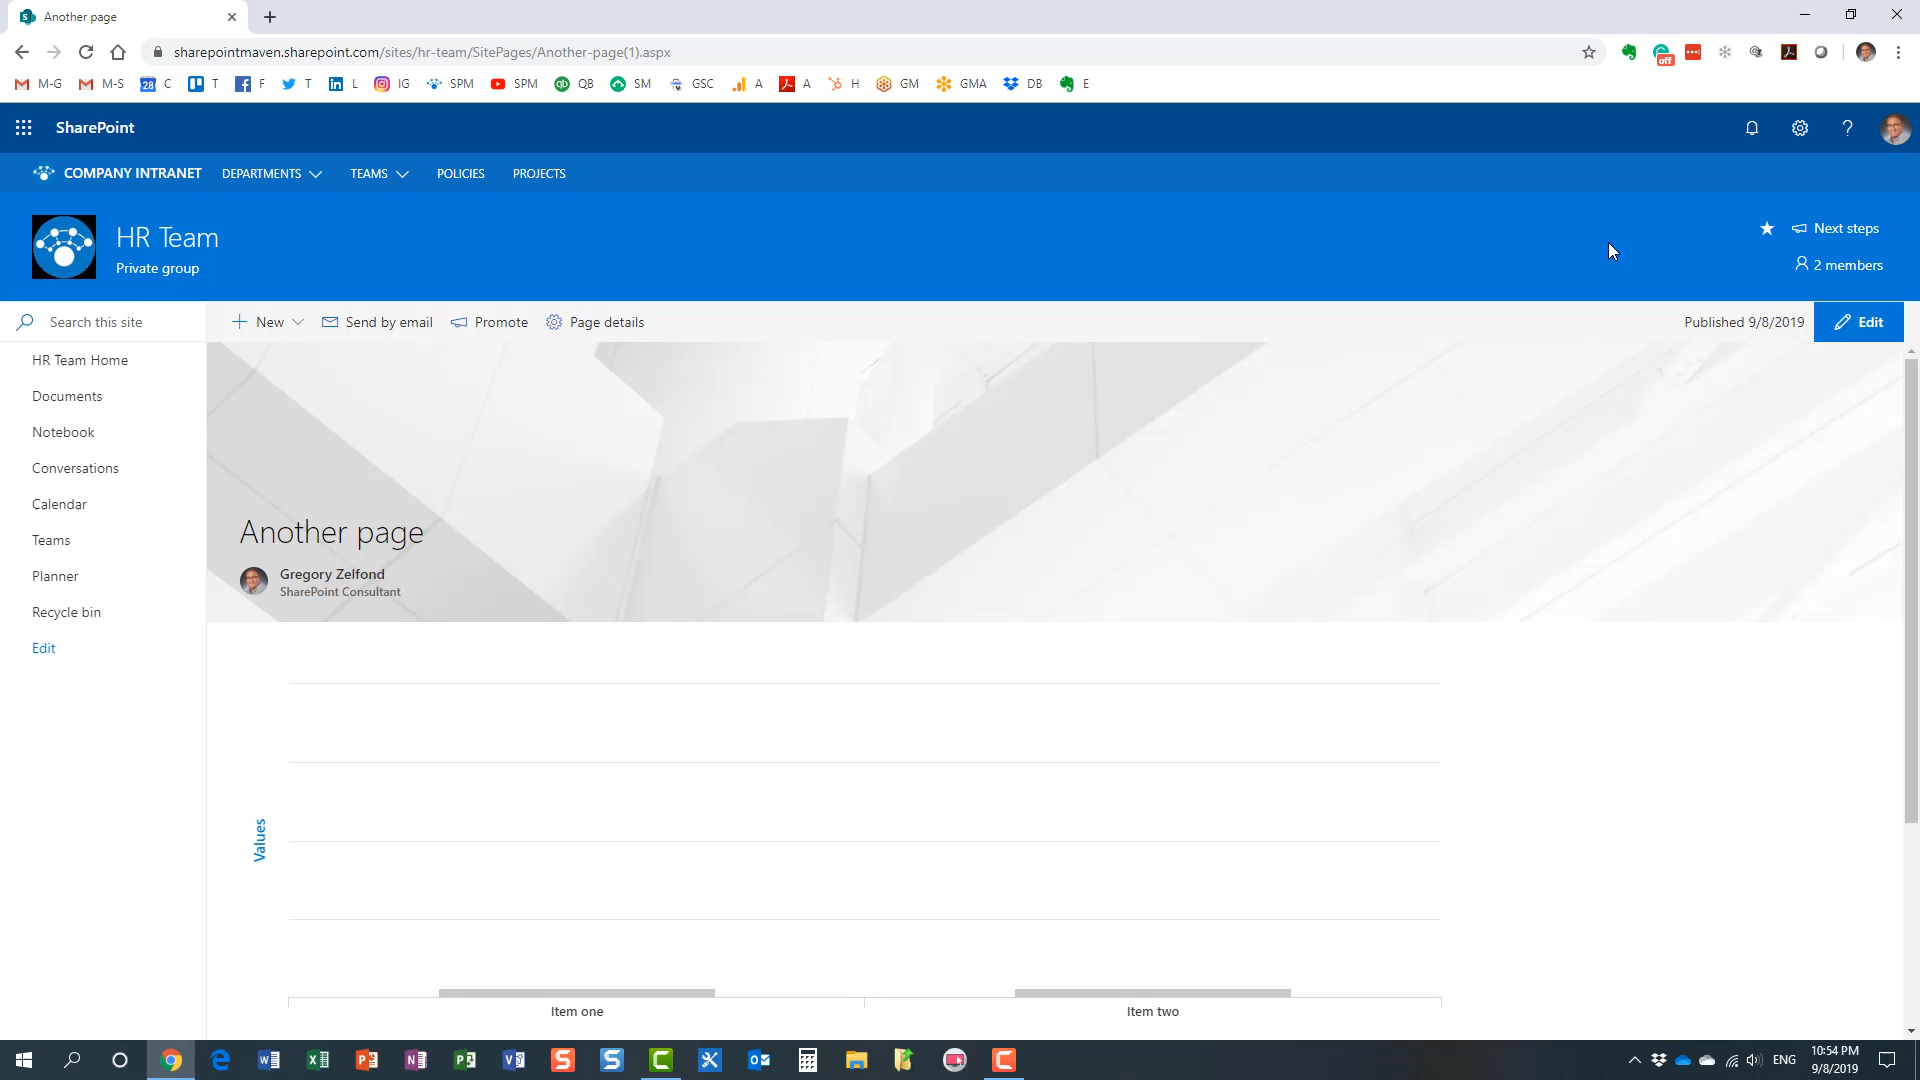 Another page
sharepointmaven.sharepoint.com/sites/hr-team/SitePages/Another-page(1).aspx
off
M-G M-S 28 C T F T L IG SPM SPM QB SM GSC A A H GM GMA DB E
SharePoint
COMPANY INTRANET DEPARTMENTS TEAMS POLICIES PROJECTS
HR Team
Private group
Next steps
2 members
Search this site
New Send by email Promote Page details Published 9/8/2019 Edit
HR Team Home
Documents
Notebook
Conversations
Calendar
Teams
Planner
Recycle bin
Edit
Another page
Gregory Zelfond
SharePoint Consultant
Values
Item one Item two
ENG
10:54 PM
9/8/2019